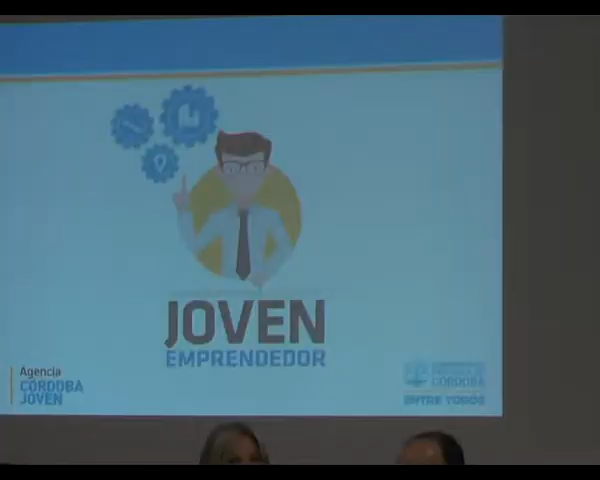 JOVEN
EMPRENDEDOR
Agencia
CÓRDOBA
JOVEN
CÓRDOBA
ENTRE TODOS